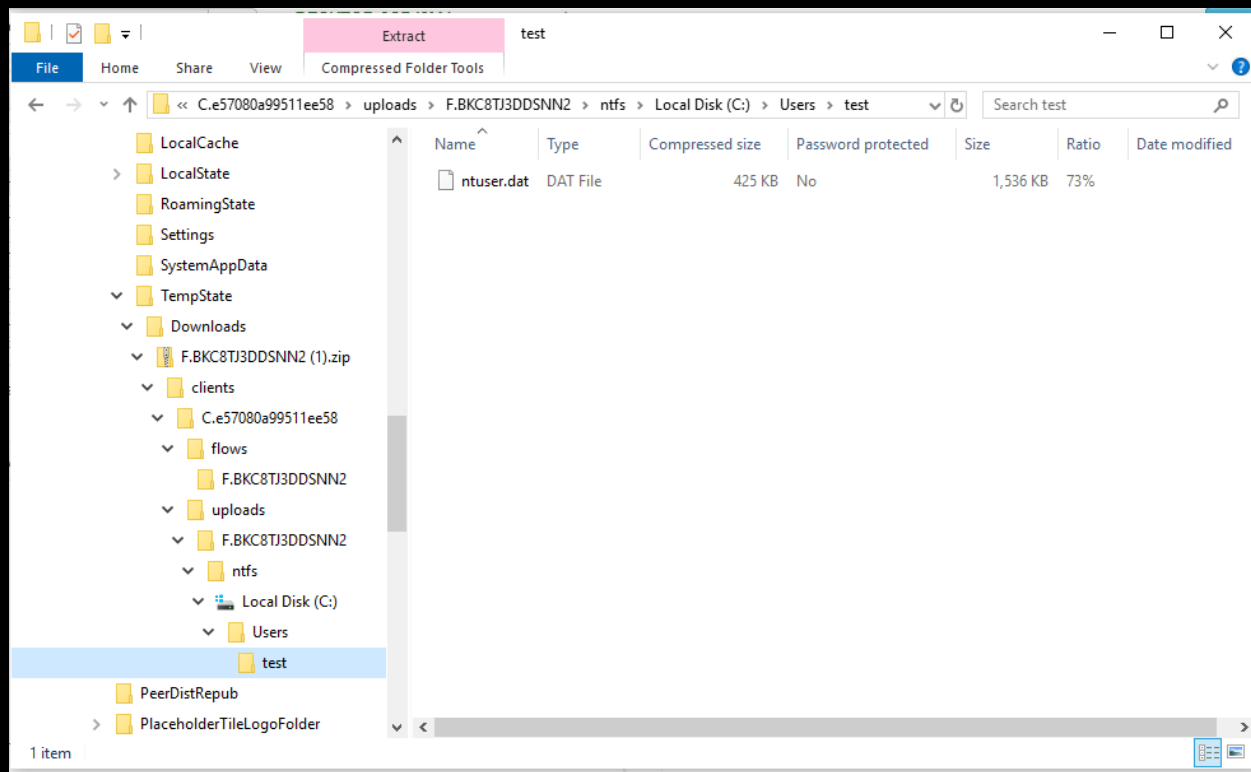 Extract
test
File
Home
Share
View
Compressed Folder Tools
« C.e57080a99511ee58 > uploads > F.BKC8TJ3DDSNN2 > ntfs > Local Disk (C:) > Users > test
Search test
LocalCache
LocalState
RoamingState
Settings
SystemAppData
TempState
Downloads
F.BKC8TJ3DDSNN2 (1).zip
clients
C.e57080a99511ee58
flows
F.BKC8TJ3DDSNN2
uploads
F.BKC8TJ3DDSNN2
ntfs
Local Disk (C:)
Users
test
PeerDistRepub
PlaceholderTileLogoFolder
Name Type Compressed size Password protected Size Ratio Date modified
ntuser.dat DAT File 425 KB No 1,536 KB 73%
1 item